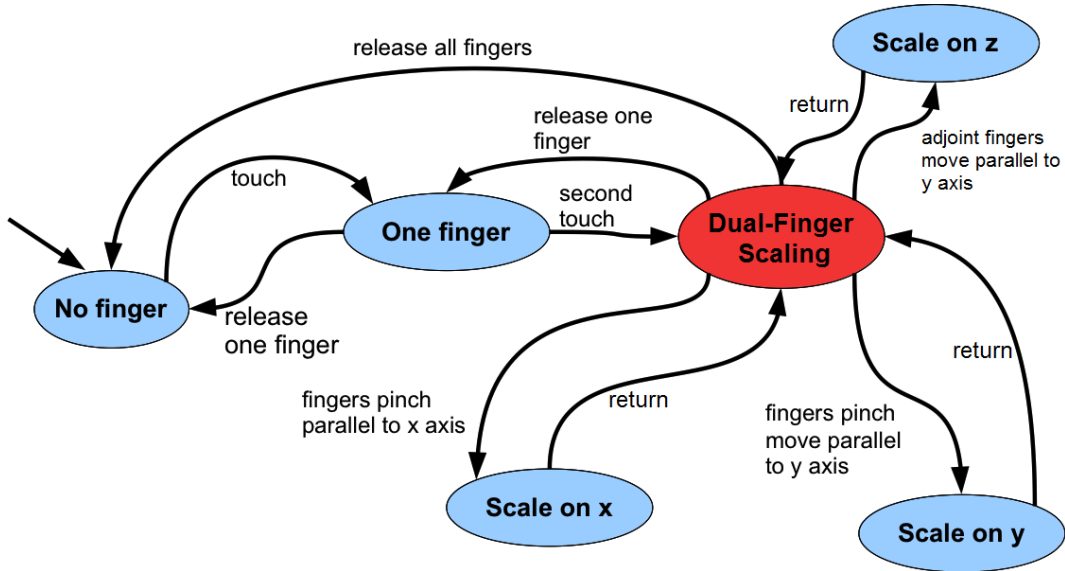 Scale on z
release all fingers
return
release one
finger
adjoint fingers
move parallel to
y axis
touch
second
touch
One finger
Dual-Finger
Scaling
No finger
release
one finger
return
fingers pinch
parallel to x axis
return
fingers pinch
move parallel
to y axis
Scale on x
Scale on y